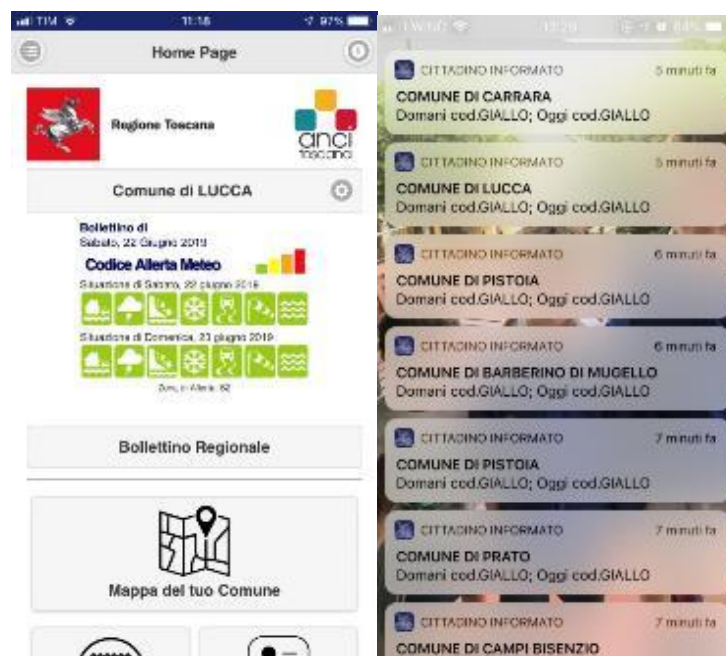 TIM
11:18
97%
Home Page
Regione Toscana
anci
toscana
Comune di LUCCA
Bollettino di
Sabato, 22 Giugno 2019
Codice Allerta Meteo
Situazione di Sabato, 22 giugno 2019
Situazione di Domenica, 23 giugno 2019
Zona di Allerta: S2
Bollettino Regionale
Mappa del tuo Comune
CITTADINO INFORMATO 5 minuti fa
COMUNE DI CARRARA
Domani cod.GIALLO; Oggi cod.GIALLO
CITTADINO INFORMATO 5 minuti fa
COMUNE DI LUCCA
Domani cod.GIALLO; Oggi cod.GIALLO
CITTADINO INFORMATO 6 minuti fa
COMUNE DI PISTOIA
Domani cod.GIALLO; Oggi cod.GIALLO
CITTADINO INFORMATO 6 minuti fa
COMUNE DI BARBERINO DI MUGELLO
Domani cod.GIALLO; Oggi cod.GIALLO
CITTADINO INFORMATO 7 minuti fa
COMUNE DI PISTOIA
Domani cod.GIALLO; Oggi cod.GIALLO
CITTADINO INFORMATO 7 minuti fa
COMUNE DI PRATO
Domani cod.GIALLO; Oggi cod.GIALLO
CITTADINO INFORMATO 7 minuti fa
COMUNE DI CAMPI BISENZIO